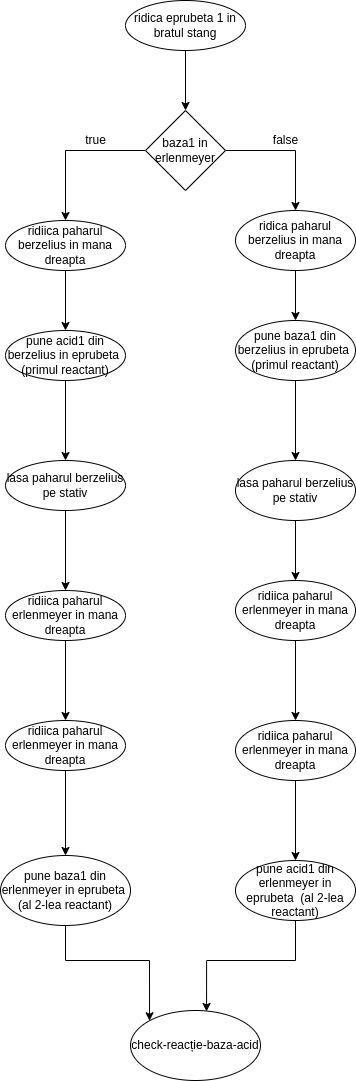 ridica eprubeta 1 in
bratul stang
true
baza1 in
erlenmeyer
false
ridiica paharul
berzelius in mana
dreapta
ridica paharul
berzelius in mana
dreapta
pune acid1 din
berzelius in eprubeta
(primul reactant)
pune baza1 din
berzelius in eprubeta
(primul reactant)
lasa paharul berzelius
pe stativ
lasa paharul berzelius
pe stativ
ridiica paharul
erlenmeyer in mana
dreapta
ridiica paharul
erlenmeyer in mana
dreapta
ridiica paharul
erlenmeyer in mana
dreapta
ridiica paharul
erlenmeyer in mana
dreapta
pune baza1 din
erlenmeyer in eprubeta
(al 2-lea reactant)
pune acid1 din
erlenmeyer in
eprubeta (al 2-lea
reactant)
check-reacție-baza-acid